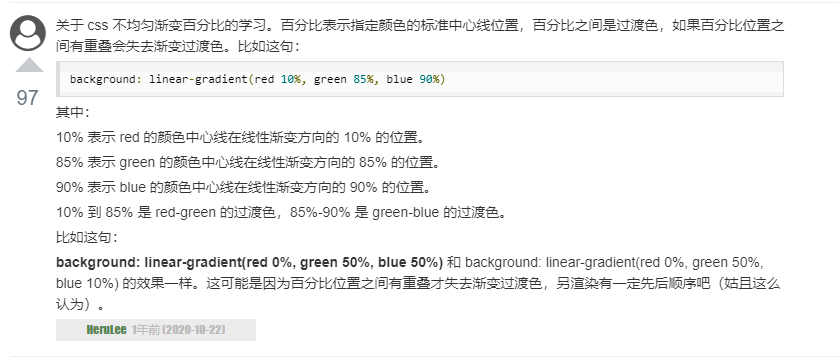 关于 css 不均匀渐变百分比的学习。百分比表示指定颜色的标准中心线位置，百分比之间是过渡色，如果百分比位置之
间有重叠会失去渐变过渡色。比如这句：
background: linear-gradient(red 10%, green 85%, blue 90%)
97
其中：
10% 表示 red 的颜色中心线在线性渐变方向的 10% 的位置。
85% 表示 green 的颜色中心线在线性渐变方向的 85% 的位置。
90% 表示 blue 的颜色中心线在线性渐变方向的 90% 的位置。
10% 到 85% 是 red-green 的过渡色，85%-90% 是 green-blue 的过渡色。
比如这句：
background: linear-gradient(red 0%, green 50%, blue 50%) 和 background: linear-gradient(red 0%, green 50%,
blue 10%) 的效果一样。这可能是因为百分比位置之间有重叠才失去渐变过渡色，另渲染有一定先后顺序吧（姑且这么
认为）。
HeruLee 1年前 (2020-10-22)